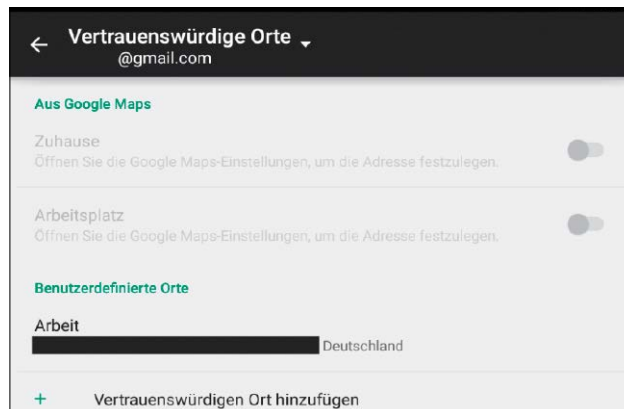 Vertrauenswürdige Orte
@gmail.com
Aus Google Maps
Zuhause
Öffnen Sie die Google Maps-Einstellungen, um die Adresse festzulegen.
Arbeitsplatz
Öffnen Sie die Google Maps-Einstellungen, um die Adresse festzulegen.
Benutzerdefinierte Orte
Arbeit
Deutschland
+ Vertrauenswürdigen Ort hinzufügen